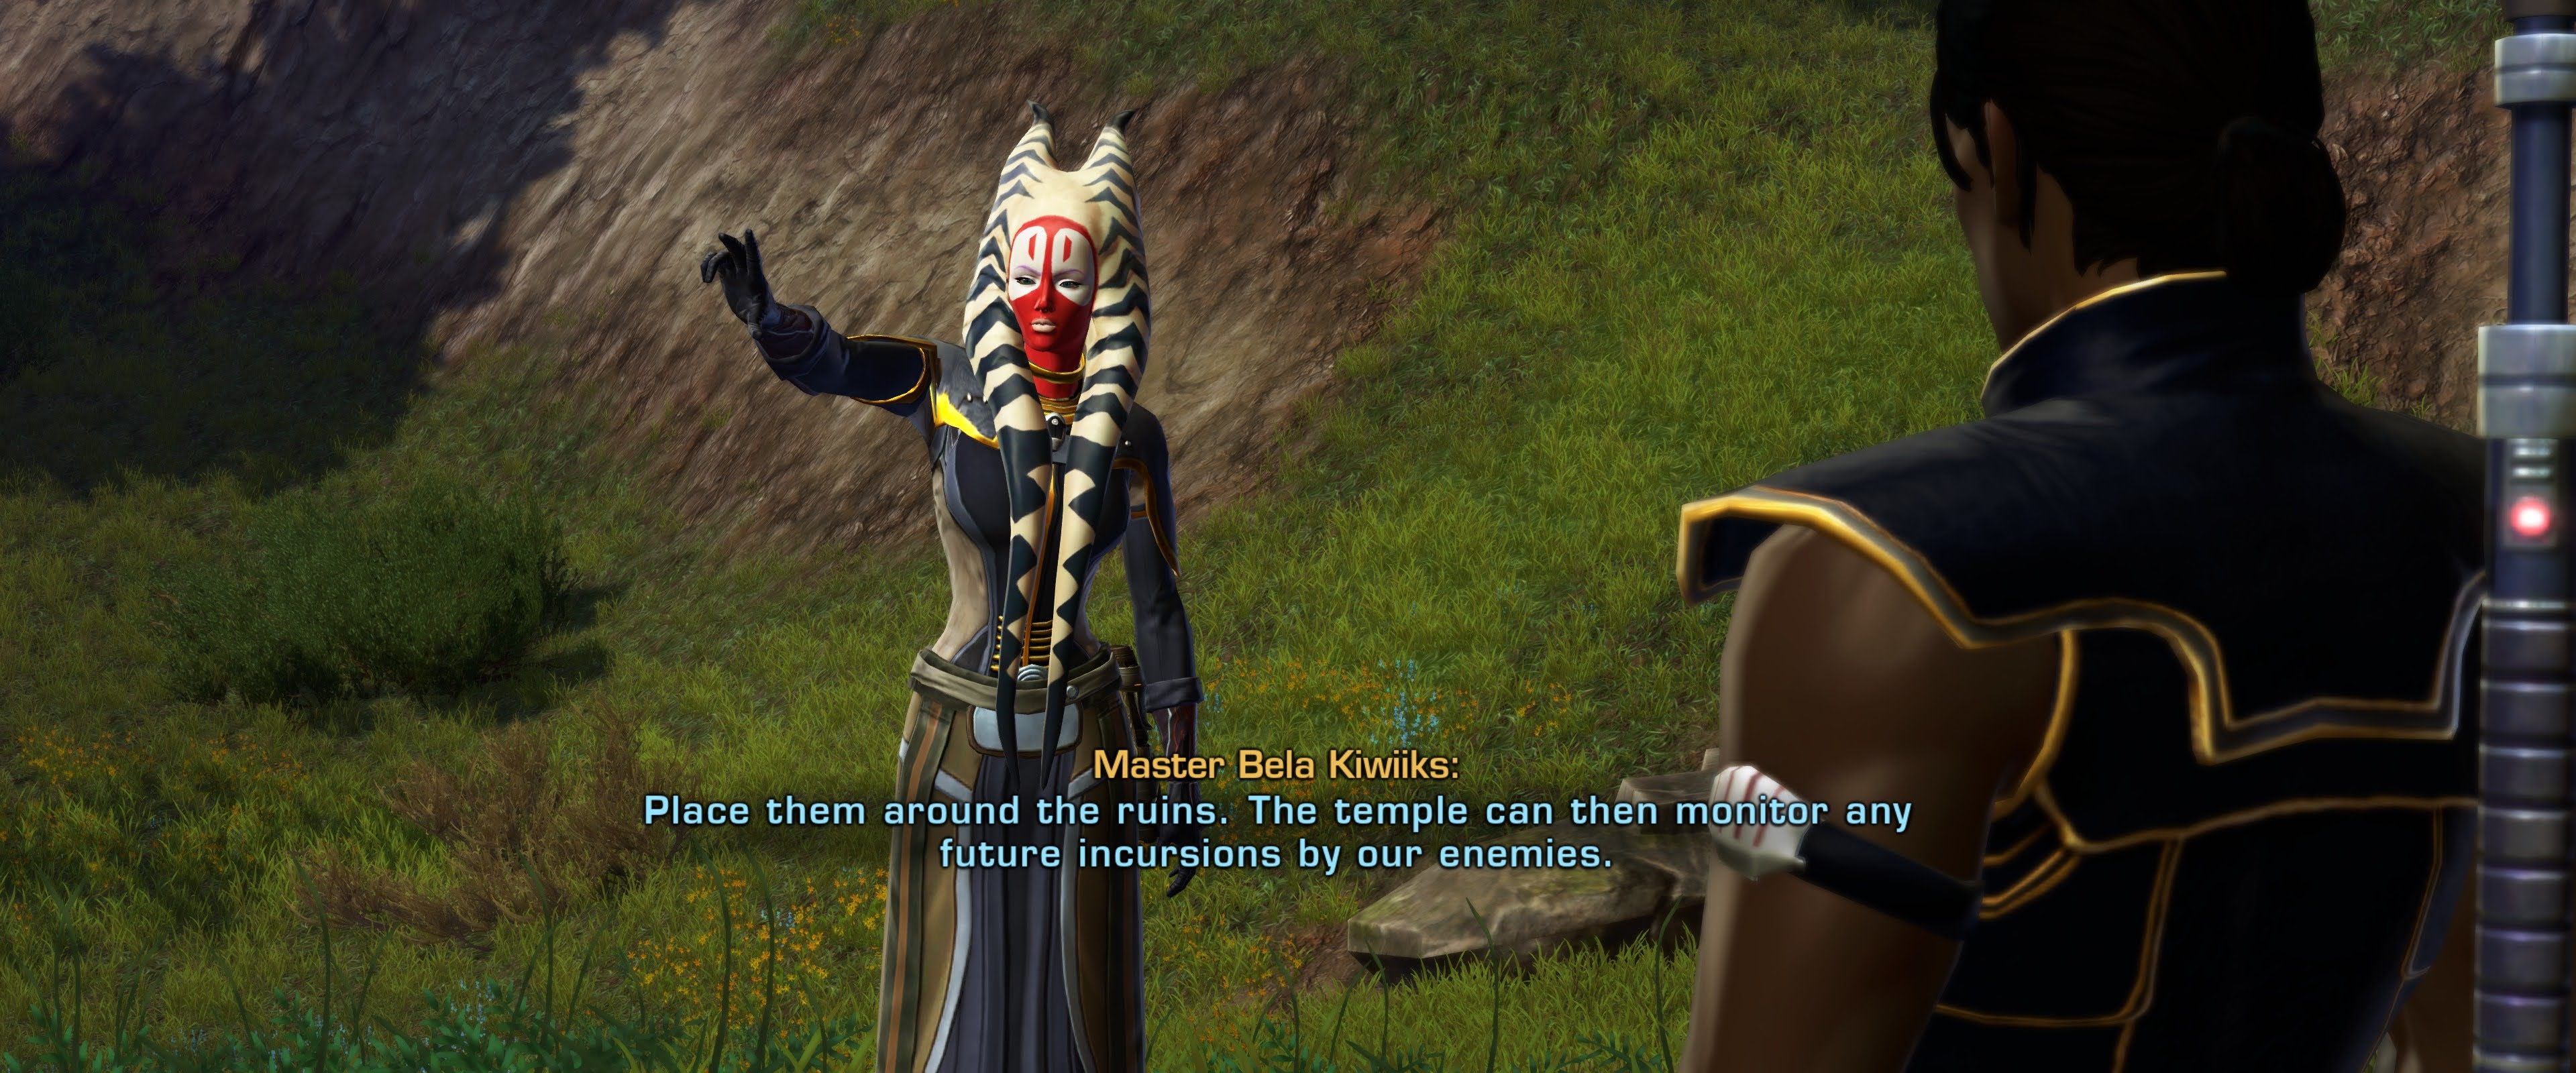 Master Bela Kiwiiks:
Place them around the ruins. The temple can then monitor any
future incursions by our enemies.